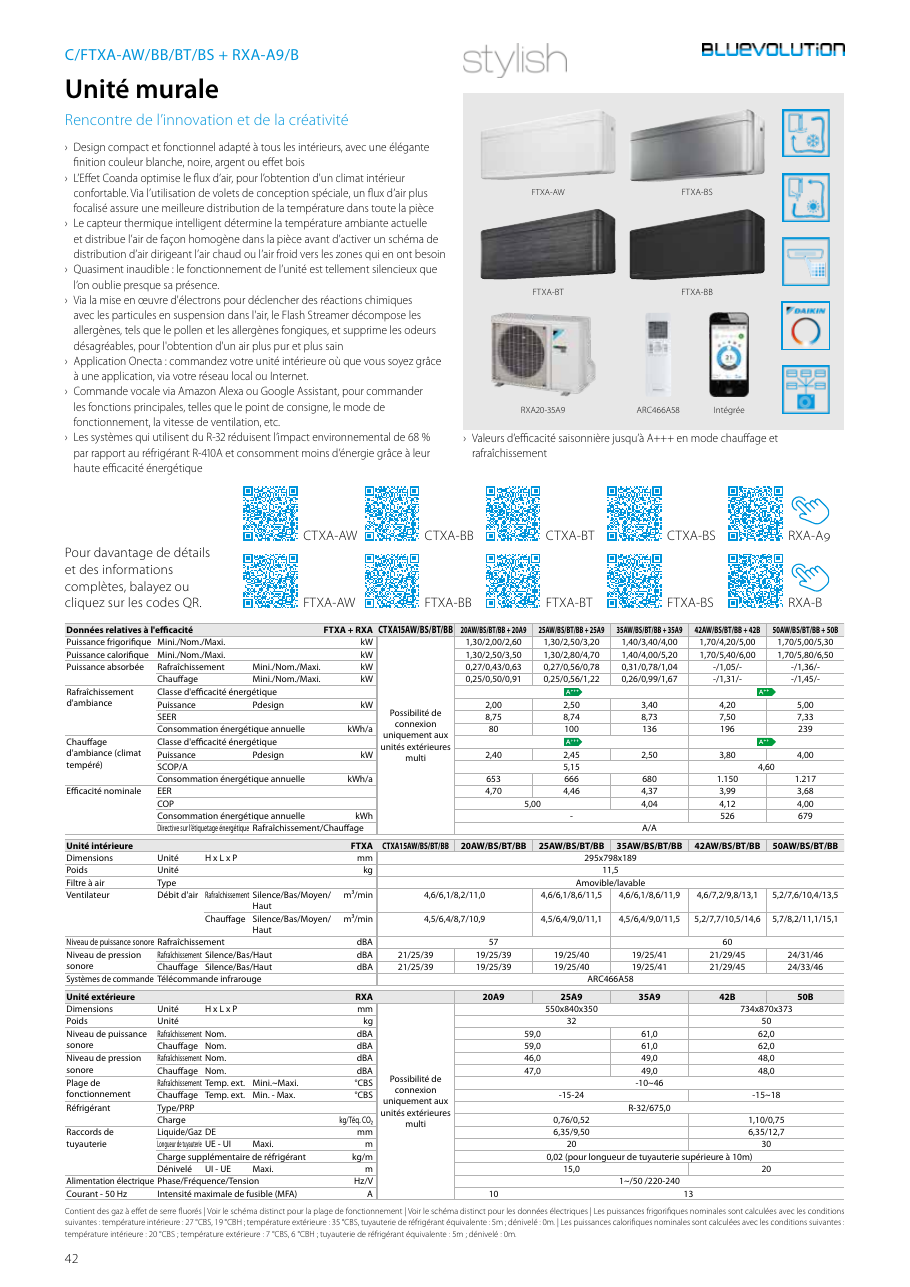 C/FTXA-AW/BB/BT/BS + RXA-A9/B
stylish
BLUEVOLUTION
Unité murale
Rencontre de l'innovation et de la créativité
› Design compact et fonctionnel adapté à tous les intérieurs, avec une élégante
finition couleur blanche, noire, argent ou effet bois
› L'Effet Coanda optimise le flux d'air, pour l'obtention d'un climat intérieur
confortable. Via l'utilisation de volets de conception spéciale, un flux d'air plus
focalisé assure une meilleure distribution de la température dans toute la pièce
› Le capteur thermique intelligent détermine la température ambiante actuelle
et distribue l'air de façon homogène dans la pièce avant d'activer un schéma de
distribution d'air dirigeant l'air chaud ou l'air froid vers les zones qui en ont besoin
› Quasiment inaudible : le fonctionnement de l'unité est tellement silencieux que
l'on oublie presque sa présence.
› Via la mise en œuvre d'électrons pour déclencher des réactions chimiques
avec les particules en suspension dans l'air, le Flash Streamer décompose les
allergènes, tels que le pollen et les allergènes fongiques, et supprime les odeurs
désagréables, pour l'obtention d'un air plus pur et plus sain
› Application Onecta : commandez votre unité intérieure où que vous soyez grâce
à une application, via votre réseau local ou Internet.
› Commande vocale via Amazon Alexa ou Google Assistant, pour commander
les fonctions principales, telles que le point de consigne, le mode de
fonctionnement, la vitesse de ventilation, etc.
› Les systèmes qui utilisent du R-32 réduisent l'impact environnemental de 68 %
par rapport au réfrigérant R-410A et consomment moins d'énergie grâce à leur
haute efficacité énergétique
FTXA-AW FTXA-BS
FTXA-BT FTXA-BB
DAIKIN
RXA20-35A9 ARC466A58 Intégrée
› Valeurs d'efficacité saisonnière jusqu'à A+++ en mode chauffage et
rafraîchissement
Pour davantage de détails
et des informations
complètes, balayez ou
cliquez sur les codes QR.
CTXA-AW CTXA-BB CTXA-BT CTXA-BS RXA-A9
FTXA-AW FTXA-BB FTXA-BT FTXA-BS RXA-B
Données relatives à l'efficacité FTXA + RXA CTXA15AW/BS/BT/BB 20AW/BS/BT/BB + 20A9 25AW/BS/BT/BB + 25A9 35AW/BS/BT/BB + 35A9 42AW/BS/BT/BB + 42B 50AW/BS/BT/BB + 50B
Puissance frigorifique Mini./Nom./Maxi. kW 1,30/2,00/2,60 1,30/2,50/3,20 1,40/3,40/4,00 1,70/4,20/5,00 1,70/5,00/5,30
Puissance calorifique Mini./Nom./Maxi. kW 1,30/2,50/3,50 1,30/2,80/4,70 1,40/4,00/5,20 1,70/5,40/6,00 1,70/5,80/6,50
Puissance absorbée Rafraîchissement Mini./Nom./Maxi. kW 0,27/0,43/0,63 0,27/0,56/0,78 0,31/0,78/1,04 -/1,05/- -/1,36/-
Chauffage Mini./Nom./Maxi. kW 0,25/0,50/0,91 0,25/0,56/1,22 0,26/0,99/1,67 -/1,31/- -/1,45/-
Rafraîchissement d'ambiance Classe d'efficacité énergétique A+++ A++
Puissance Pdesign kW 2,00 2,50 3,40 4,20 5,00
SEER 8,75 8,74 8,73 7,50 7,33
Consommation énergétique annuelle kWh/a 80 100 136 196 239
Possibilité de connexion uniquement aux unités extérieures multi
Chauffage d'ambiance (climat tempéré) Classe d'efficacité énergétique A+++ A++
Puissance Pdesign kW 2,40 2,45 2,50 3,80 4,00
SCOP/A 5,15 4,60
Consommation énergétique annuelle kWh/a 653 666 680 1.150 1.217
Efficacité nominale EER 4,70 4,46 4,37 3,99 3,68
COP 5,00 4,04 4,12 4,00
Consommation énergétique annuelle kWh - 526 679
Directive sur l'étiquetage énergétique Rafraîchissement/Chauffage A/A
Unité intérieure FTXA CTXA15AW/BS/BT/BB 20AW/BS/BT/BB 25AW/BS/BT/BB 35AW/BS/BT/BB 42AW/BS/BT/BB 50AW/BS/BT/BB
Dimensions Unité H x L x P mm 295x798x189
Poids Unité kg 11,5
Filtre à air Type Amovible/lavable
Ventilateur Débit d'air Rafraîchissement Silence/Bas/Moyen/Haut m³/min 4,6/6,1/8,2/11,0 4,6/6,1/8,6/11,5 4,6/6,1/8,6/11,9 4,6/7,2/9,8/13,1 5,2/7,6/10,4/13,5
Chauffage Silence/Bas/Moyen/Haut m³/min 4,5/6,4/8,7/10,9 4,5/6,4/9,0/11,1 4,5/6,4/9,0/11,5 5,2/7,7/10,5/14,6 5,7/8,2/11,1/15,1
Niveau de puissance sonore Rafraîchissement dBA 57 60
Niveau de pression sonore Rafraîchissement Silence/Bas/Haut dBA 21/25/39 19/25/39 19/25/40 19/25/41 21/29/45 24/31/46
Chauffage Silence/Bas/Haut dBA 21/25/39 19/25/39 19/25/40 19/25/41 21/29/45 24/33/46
Systèmes de commande Télécommande infrarouge ARC466A58
Unité extérieure RXA 20A9 25A9 35A9 42B 50B
Dimensions Unité H x L x P mm 550x840x350 734x870x373
Poids Unité kg 32 50
Niveau de puissance sonore Rafraîchissement Nom. dBA 59,0 61,0 62,0
Chauffage Nom. dBA 59,0 61,0 62,0
Niveau de pression sonore Rafraîchissement Nom. dBA 46,0 49,0 48,0
Chauffage Nom. dBA 47,0 49,0 48,0
Possibilité de connexion uniquement aux unités extérieures multi
Plage de fonctionnement Rafraîchissement Temp. ext. Mini.~Maxi. °CBS -10~46
Chauffage Temp. ext. Min. - Max. °CBS -15-24 -15~18
Réfrigérant Type/PRP R-32/675,0
Charge kg/Téq. CO₂ 0,76/0,52 1,10/0,75
Raccords de tuyauterie Liquide/Gaz DE mm 6,35/9,50 6,35/12,7
Longueur de tuyauterie UE - UI Maxi. m 20 30
Charge supplémentaire de réfrigérant kg/m 0,02 (pour longueur de tuyauterie supérieure à 10m)
Dénivelé UI - UE Maxi. m 15,0 20
Alimentation électrique Phase/Fréquence/Tension Hz/V 1~/50 /220-240
Courant - 50 Hz Intensité maximale de fusible (MFA) A 10 13
Contient des gaz à effet de serre fluorés | Voir le schéma distinct pour la plage de fonctionnement | Voir le schéma distinct pour les données électriques | Les puissances frigorifiques nominales sont calculées avec les conditions
suivantes : température intérieure : 27 °CBS, 19 °CBH ; température extérieure : 35 °CBS, tuyauterie de réfrigérant équivalente : 5m ; dénivelé : 0m. | Les puissances calorifiques nominales sont calculées avec les conditions suivantes :
température intérieure : 20 °CBS ; température extérieure : 7 °CBS, 6 °CBH ; tuyauterie de réfrigérant équivalente : 5m ; dénivelé : 0m.
42